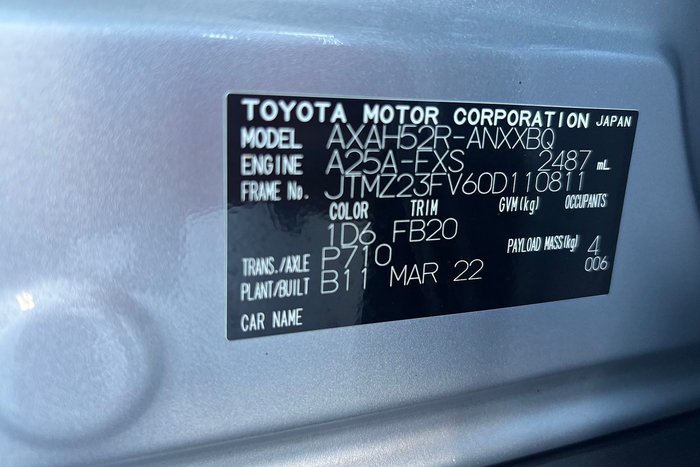 TOYOTA MOTOR CORPORATION JAPAN
MODEL AXAH52R-ANXXBQ
ENGINE A25A-FXS 2487 mL
FRAME No. JTMZ23FV60D110811
COLOR TRIM GVM(kg) OCCUPANTS
1D6 FB20
TRANS./AXLE P710 PAYLOAD MASS(kg) 4
PLANT/BUILT B11 MAR 22 006
CAR NAME